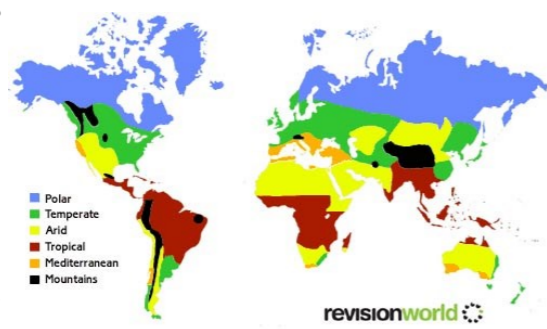 Polar
Temperate
Arid
Tropical
Mediterranean
Mountains
revisionworld